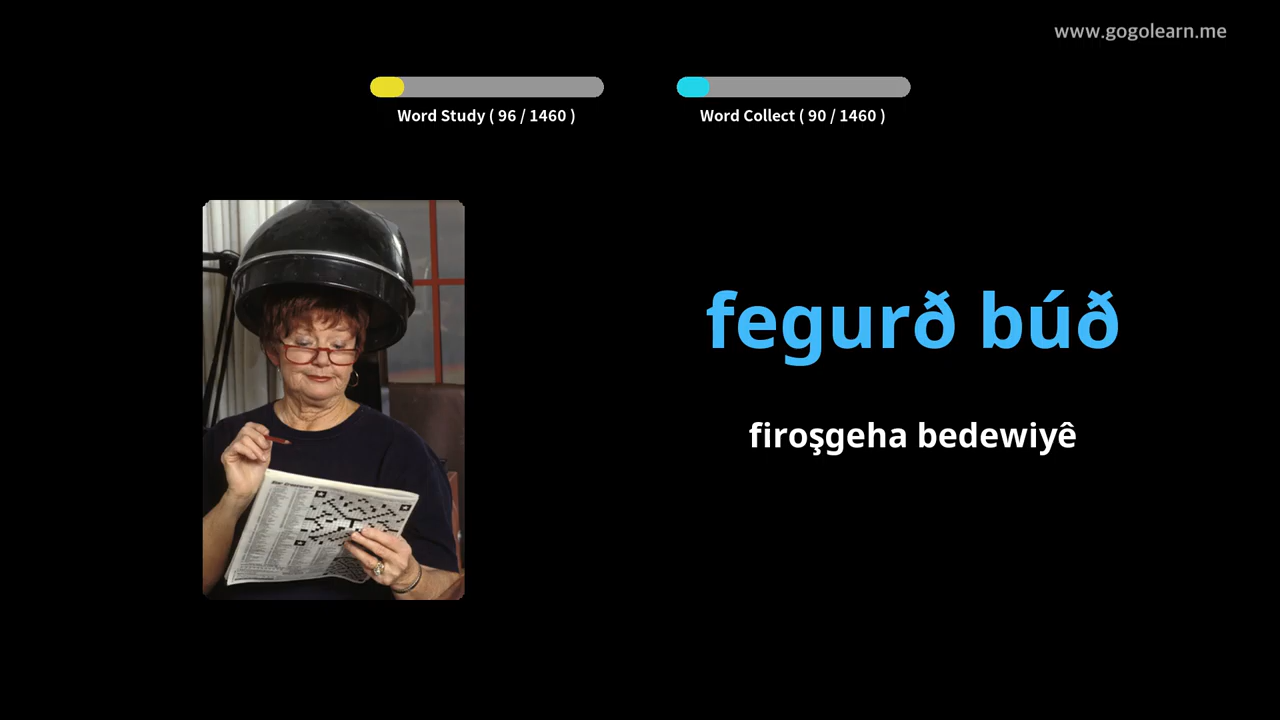 www.gogolearn.me
Word Study ( 96 / 1460 )
Word Collect ( 90 / 1460 )
fegurð búð
firoşgeha bedewiyê